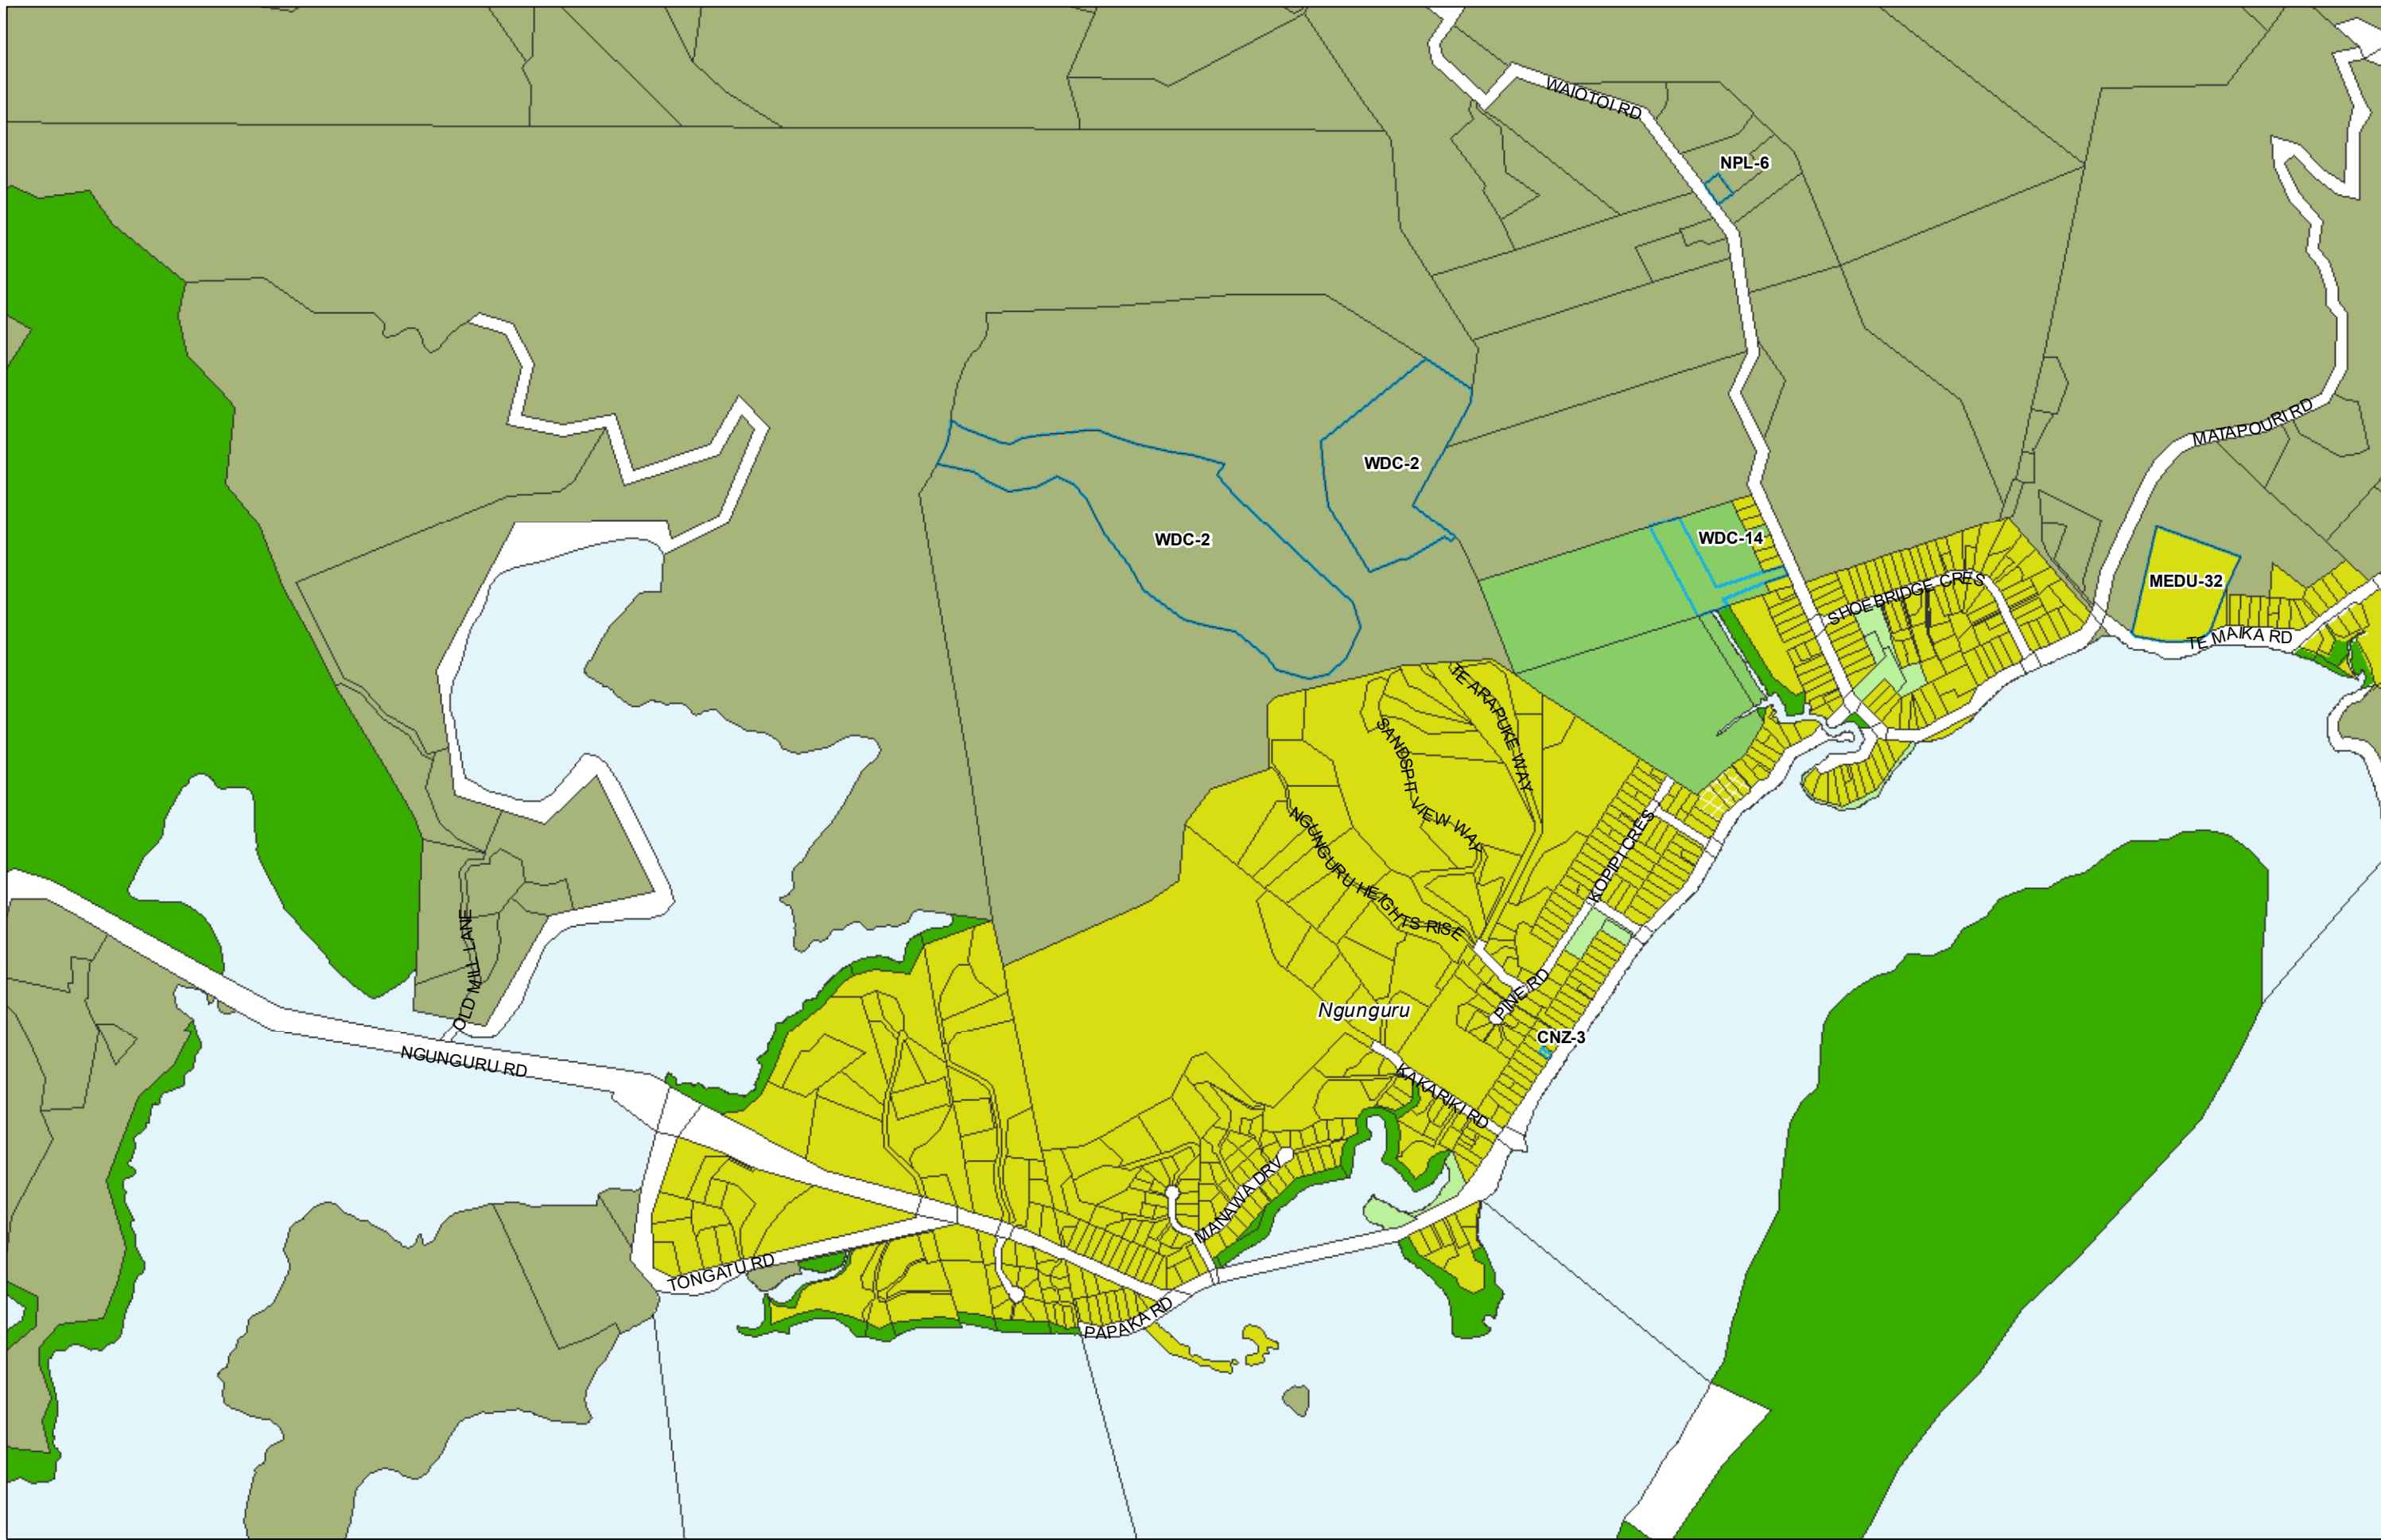 WAIOTOI RD
NPL-6
MATAPOURI RD
WDC-2
WDC-2
WDC-14
MEDU-32
SHOEBRIDGE CRES
TE MAIKA RD
TE ARAPUKE WAY
SANDSPIT VIEW WAY
NGUNGURU HEIGHTS RISE
KOPIPI CRES
OLD MILL LANE
PINE RD
Ngunguru
CNZ-3
NGUNGURU RD
KAKARIKI RD
MANAWA DRV
TONGATU RD
PAPAKA RD